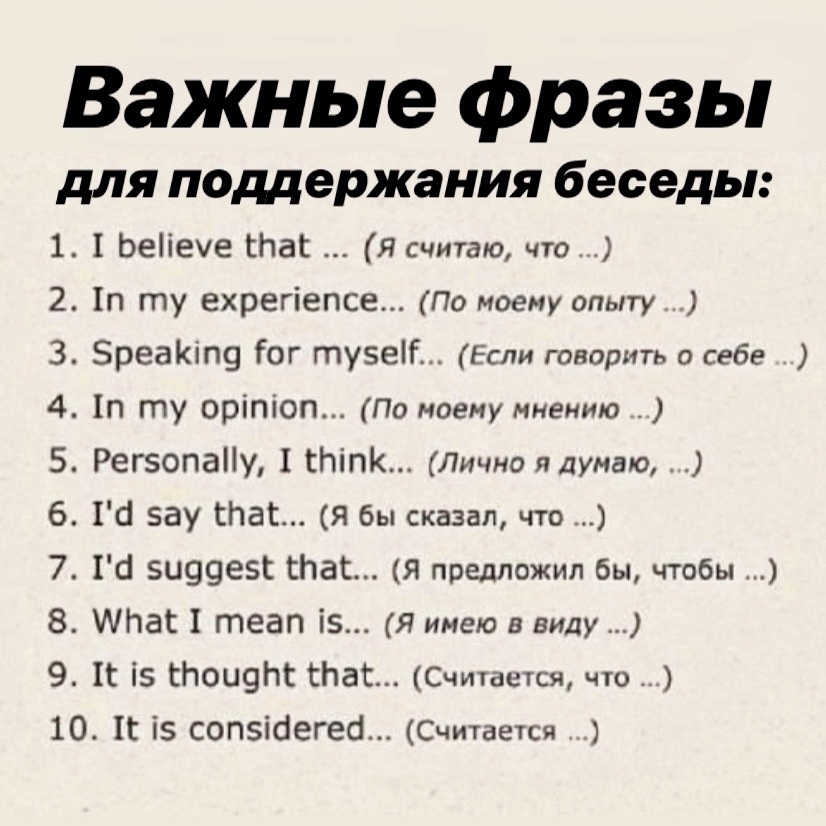 Важные фразы
для поддержания беседы:
1. I believe that ... (Я считаю, что ...)
2. In my experience... (По моему опыту ...)
3. Speaking for myself... (Если говорить о себе ...)
4. In my opinion... (По моему мнению ...)
5. Personally, I think... (Лично я думаю, ...)
6. I'd say that... (Я бы сказал, что ...)
7. I'd suggest that... (Я предложил бы, чтобы ...)
8. What I mean is... (Я имею в виду ...)
9. It is thought that... (Считается, что ...)
10. It is considered... (Считается ...)